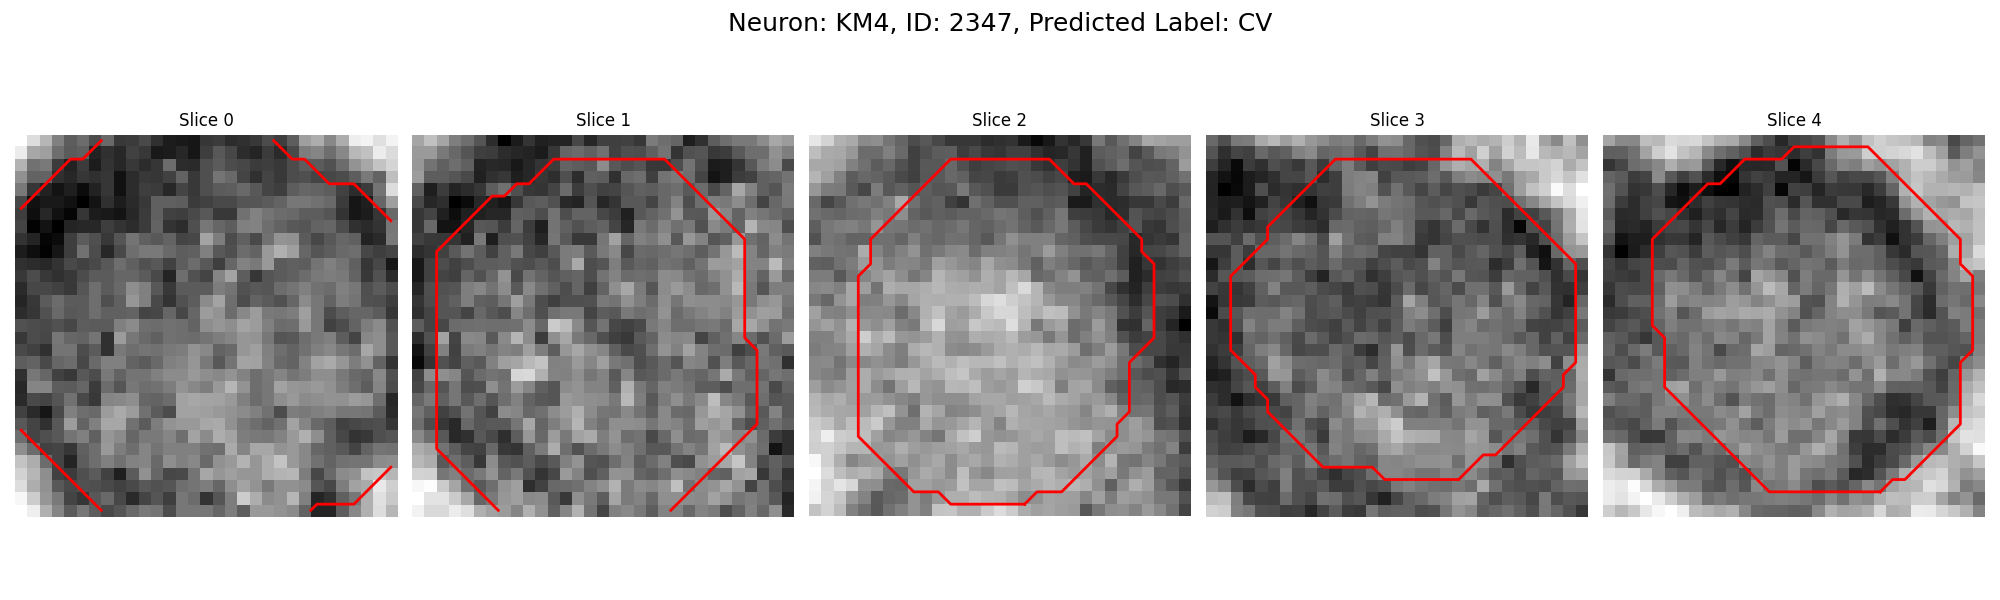 Neuron: KM4, ID: 2347, Predicted Label: CV
Slice 0
Slice 1
Slice 2
Slice 3
Slice 4